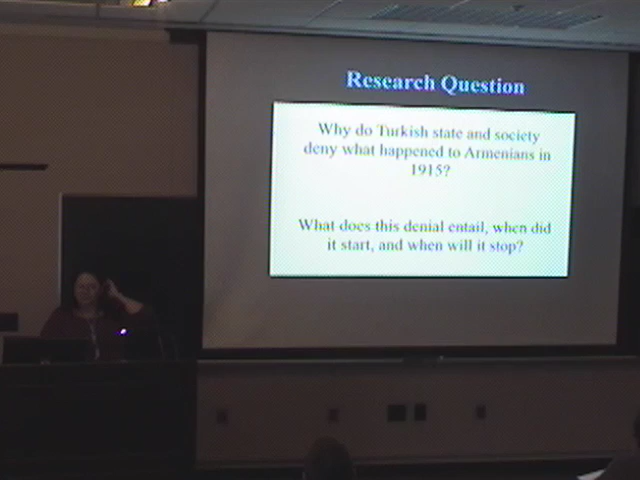 Research Question
Why do Turkish state and society
deny what happened to Armenians in
1915?
What does this denial entail, when did
it start, and when will it stop?